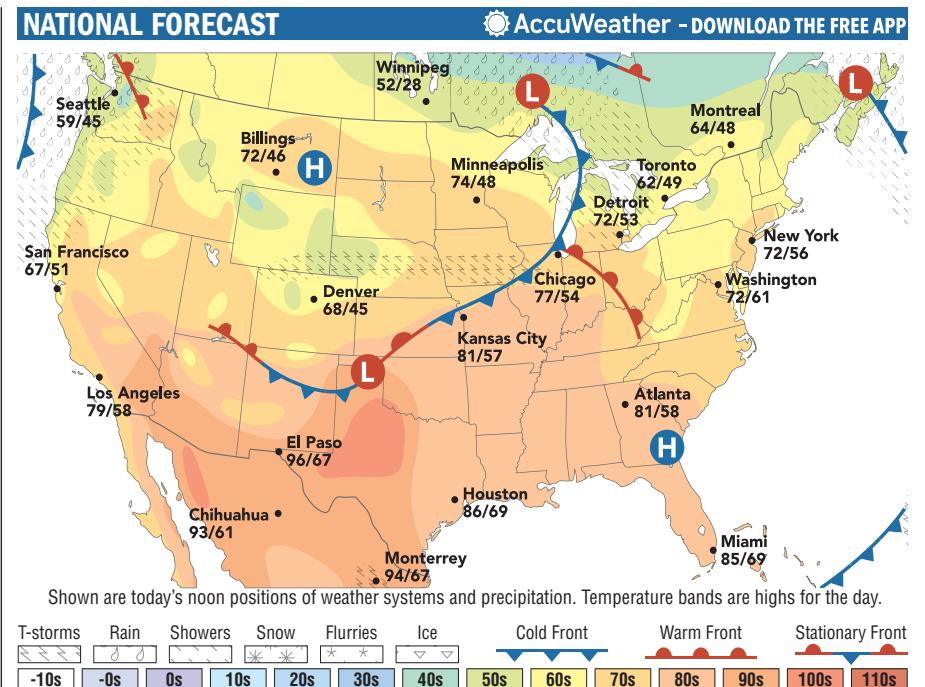 NATIONAL FORECAST
AccuWeather - DOWNLOAD THE FREE APP
Winnipeg
52/28
L
L
Seattle
59/45
Montreal
64/48
Billings
72/46
H
Minneapolis
74/48
Toronto
62/49
Detroit
72/53
New York
72/56
San Francisco
67/51
Chicago
77/54
Washington
72/61
Denver
68/45
Kansas City
81/57
L
Los Angeles
79/58
Atlanta
81/58
H
El Paso
96/67
Houston
86/69
Chihuahua
93/61
Miami
85/69
Monterrey
94/67
Shown are today's noon positions of weather systems and precipitation. Temperature bands are highs for the day.
T-storms Rain Showers Snow Flurries Ice Cold Front Warm Front Stationary Front
-10s -0s 0s 10s 20s 30s 40s 50s 60s 70s 80s 90s 100s 110s